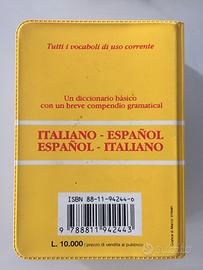 Tutti i vocaboli di uso corrente
Un diccionario básico
con un breve compendio gramatical
ITALIANO - ESPAÑOL
ESPAÑOL - ITALIANO
ISBN 88-11-94244-6
9 788811 942443
L. 10.000 / prezzo di vendita al pubblico
subito